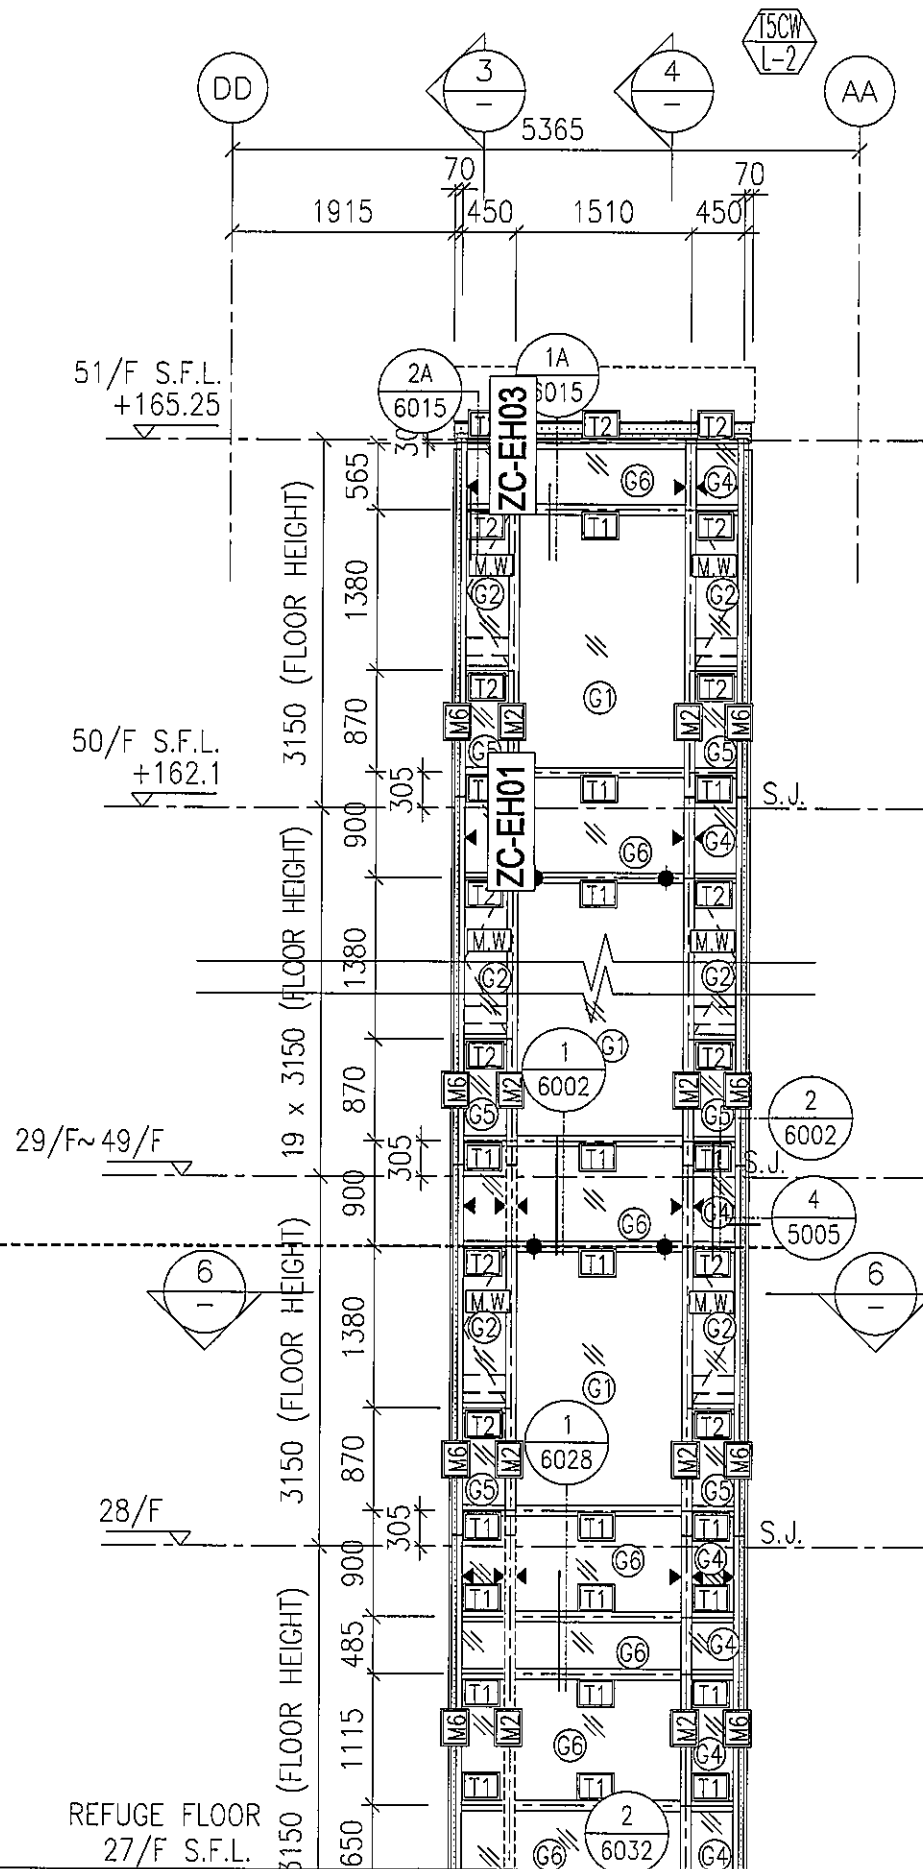 T5CW
L-2
DD
3
-
4
-
AA
5365
70
70
1915
450
1510
450
51/F S.F.L.
+165.25
2A
6015
1A
6015
ZC-EH03
T2
T2
30
565
G6
G4
T2
T1
T2
M.W.
M.W.
G2
G2
1380
3150 (FLOOR HEIGHT)
T2
T2
G1
870
M6
M2
M2
M6
50/F S.F.L.
+162.1
G5
G5
305
ZC-EH01
T1
T1
S.J.
900
G6
G4
T2
T1
T2
M.W.
M.W.
1380
G2
G2
19 x 3150 (FLOOR HEIGHT)
G1
1
6002
T2
T2
870
M6
M2
M2
M6
G5
G5
2
6002
29/F~49/F
305
T1
T1
T1
S.J.
900
G6
G4
4
5005
T2
T1
T2
6
-
6
-
M.W.
M.W.
G2
G2
1380
3150 (FLOOR HEIGHT)
G1
T2
T2
1
6028
870
M6
M2
M2
M6
G5
G5
28/F
305
T1
T1
T1
S.J.
900
G6
G4
T1
T1
T1
485
G6
G4
T1
T1
T1
M6
M2
M2
M6
1115
3150 (FLOOR HEIGHT)
G6
G4
T1
T1
T1
REFUGE FLOOR
27/F S.F.L.
650
2
6032
G6
G4